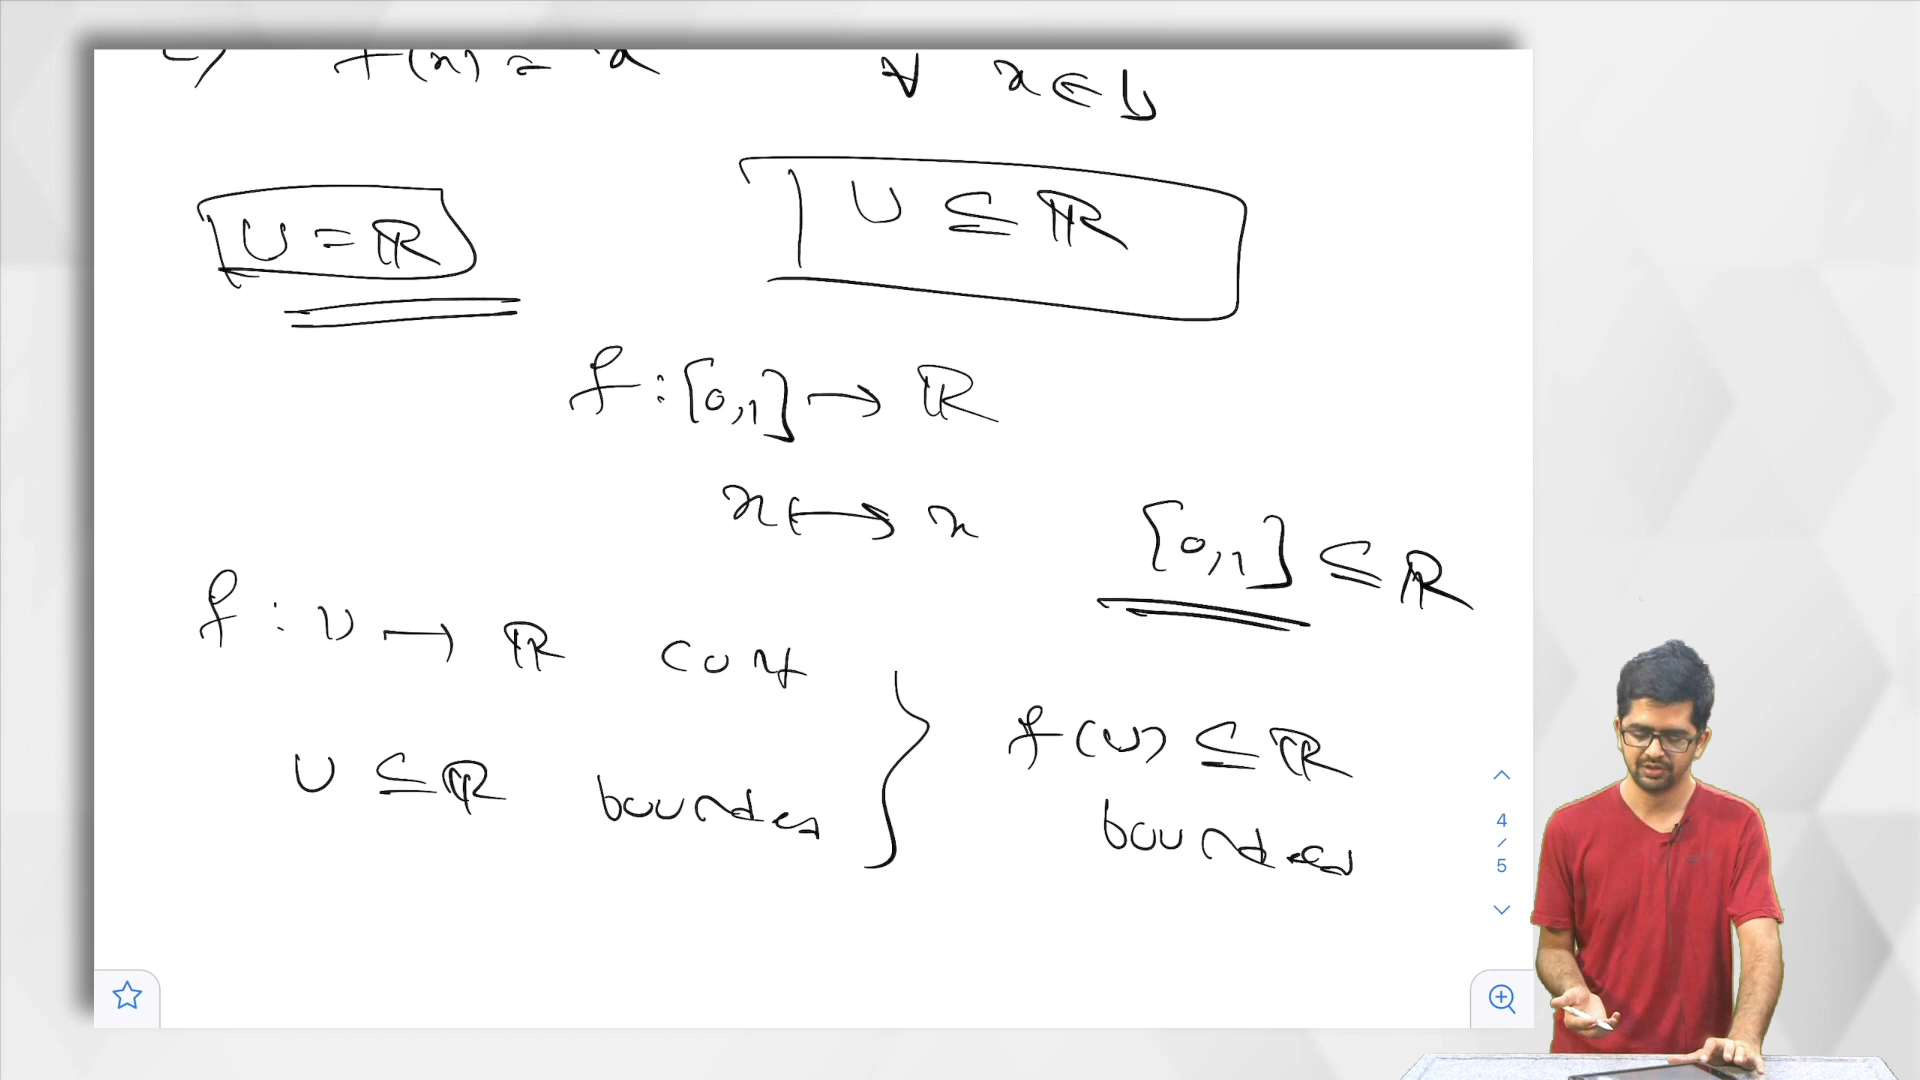 f(x) = x ∀ x ∈ U
U = ℝ
U ⊆ ℝ
f : [0,1] → ℝ
x ↦ x
[0,1] ⊆ ℝ
f : U → ℝ cont
U ⊆ ℝ bounded
f(U) ⊆ ℝ
bounded
4
/
5